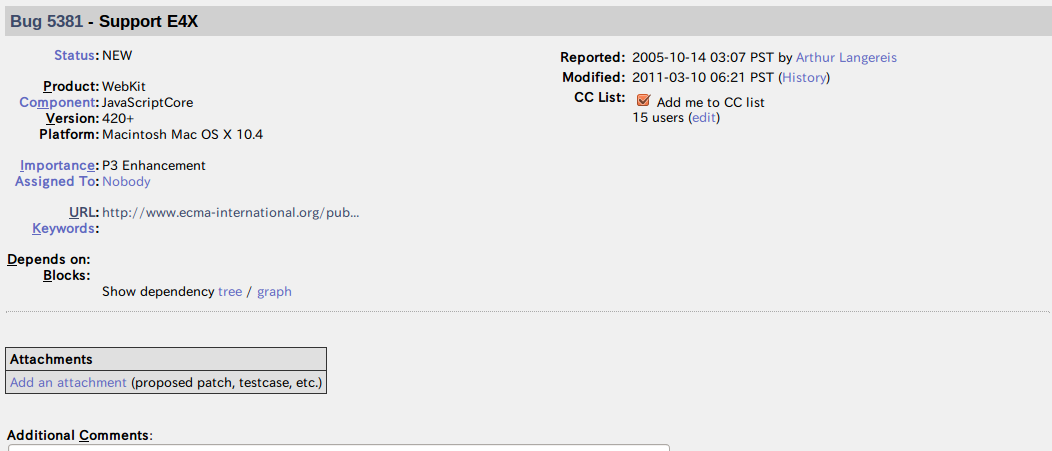 Bug 5381 - Support E4X
Status: NEW
Product: WebKit
Component: JavaScriptCore
Version: 420+
Platform: Macintosh Mac OS X 10.4
Importance: P3 Enhancement
Assigned To: Nobody
URL: http://www.ecma-international.org/pub...
Keywords:
Depends on:
Blocks:
Show dependency tree / graph
Reported: 2005-10-14 03:07 PST by Arthur Langereis
Modified: 2011-03-10 06:21 PST (History)
CC List: Add me to CC list
15 users (edit)
Attachments
Add an attachment (proposed patch, testcase, etc.)
Additional Comments: